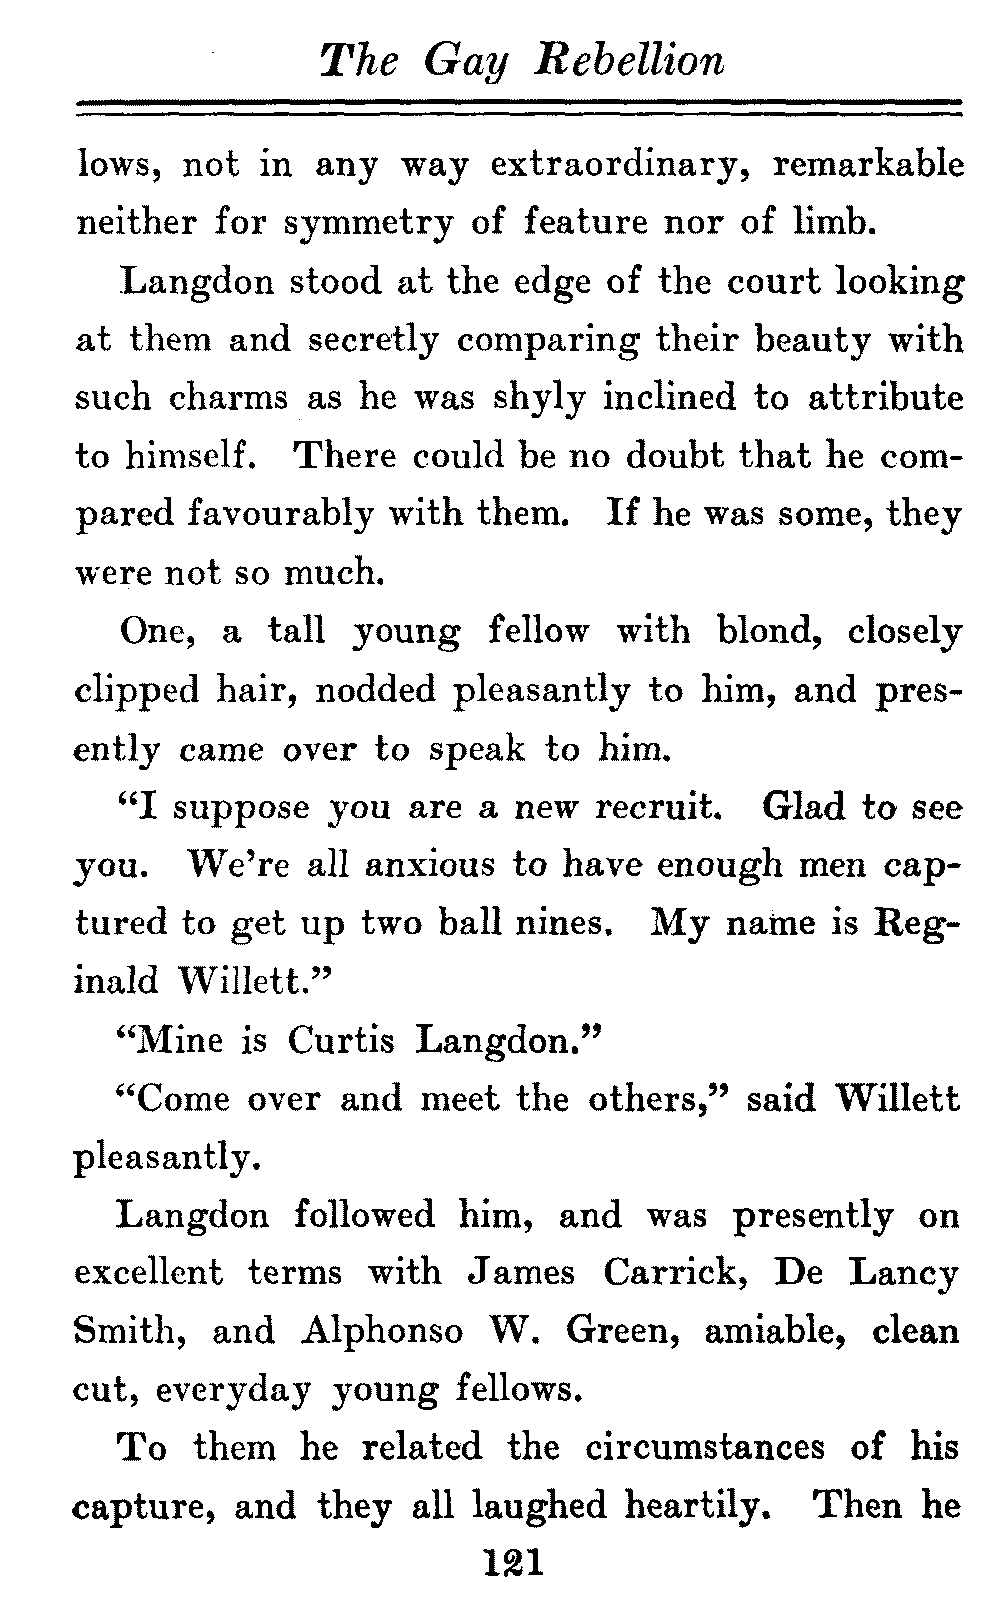 The Gay Rebellion
lows, not in any way extraordinary, remarkable
neither for symmetry of feature nor of limb.
Langdon stood at the edge of the court looking
at them and secretly comparing their beauty with
such charms as he was shyly inclined to attribute
to himself. There could be no doubt that he com-
pared favourably with them. If he was some, they
were not so much.
One, a tall young fellow with blond, closely
clipped hair, nodded pleasantly to him, and pres-
ently came over to speak to him.
“I suppose you are a new recruit. Glad to see
you. We’re all anxious to have enough men cap-
tured to get up two ball nines. My name is Reg-
inald Willett.”
“Mine is Curtis Langdon.”
“Come over and meet the others,” said Willett
pleasantly.
Langdon followed him, and was presently on
excellent terms with James Carrick, De Lancy
Smith, and Alphonso W. Green, amiable, clean
cut, everyday young fellows.
To them he related the circumstances of his
capture, and they all laughed heartily. Then he
121